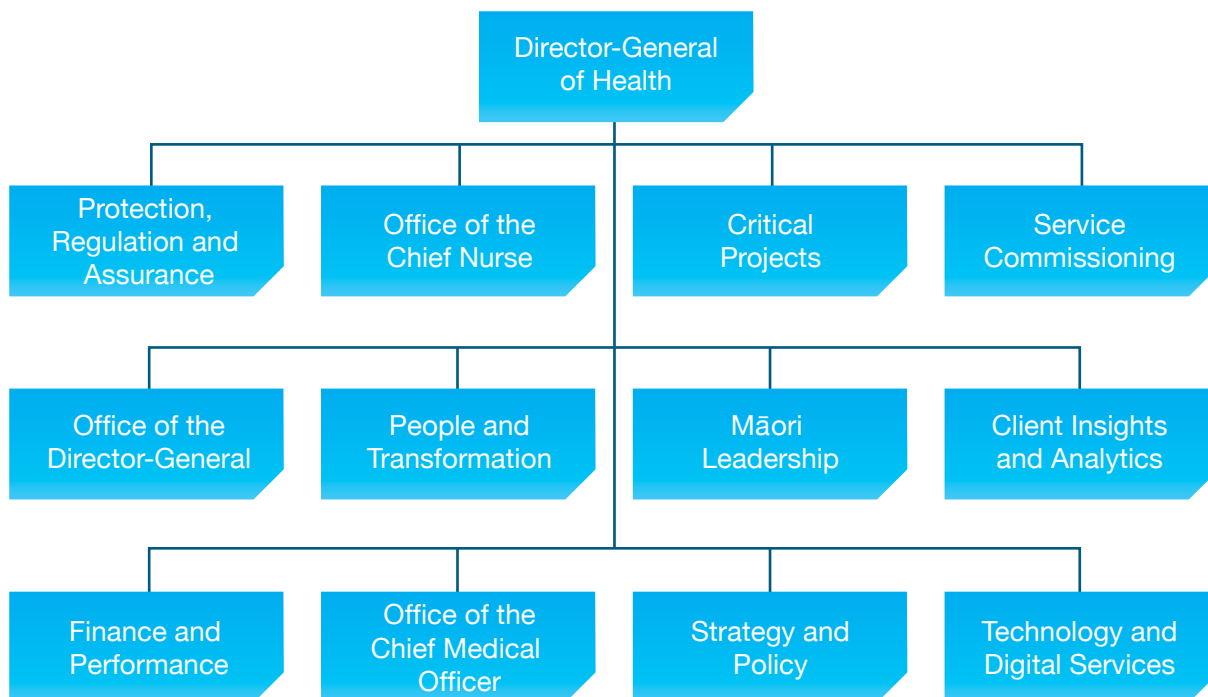 Director-General
of Health
Protection,
Regulation and
Assurance
Office of the
Chief Nurse
Critical
Projects
Service
Commissioning
Office of the
Director-General
People and
Transformation
Māori
Leadership
Client Insights
and Analytics
Finance and
Performance
Office of the
Chief Medical
Officer
Strategy and
Policy
Technology and
Digital Services